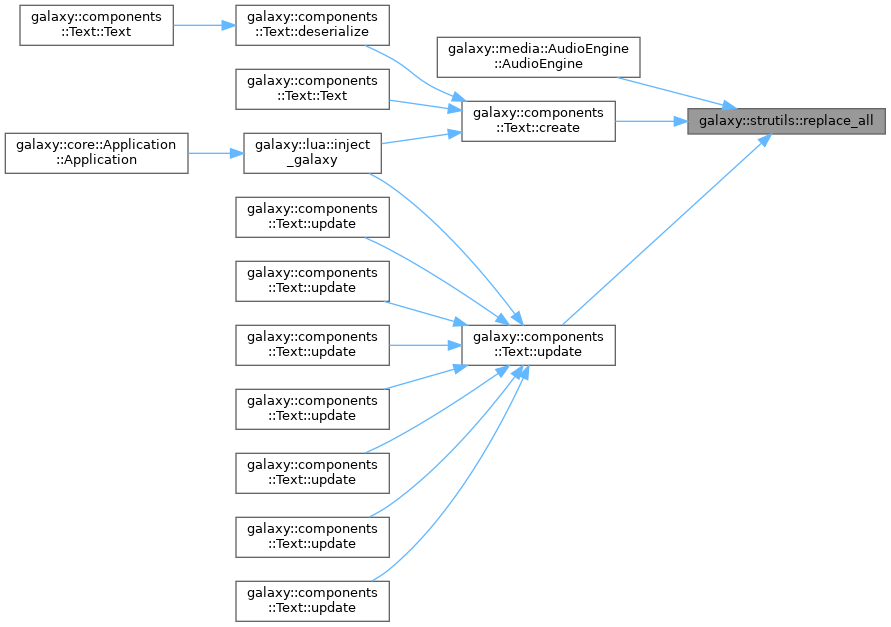 galaxy::components
::Text::Text
galaxy::components
::Text::deserialize
galaxy::media::AudioEngine
::AudioEngine
galaxy::components
::Text::Text
galaxy::components
::Text::create
galaxy::strutils::replace_all
galaxy::core::Application
::Application
galaxy::lua::inject
_galaxy
galaxy::components
::Text::update
galaxy::components
::Text::update
galaxy::components
::Text::update
galaxy::components
::Text::update
galaxy::components
::Text::update
galaxy::components
::Text::update
galaxy::components
::Text::update
galaxy::components
::Text::update